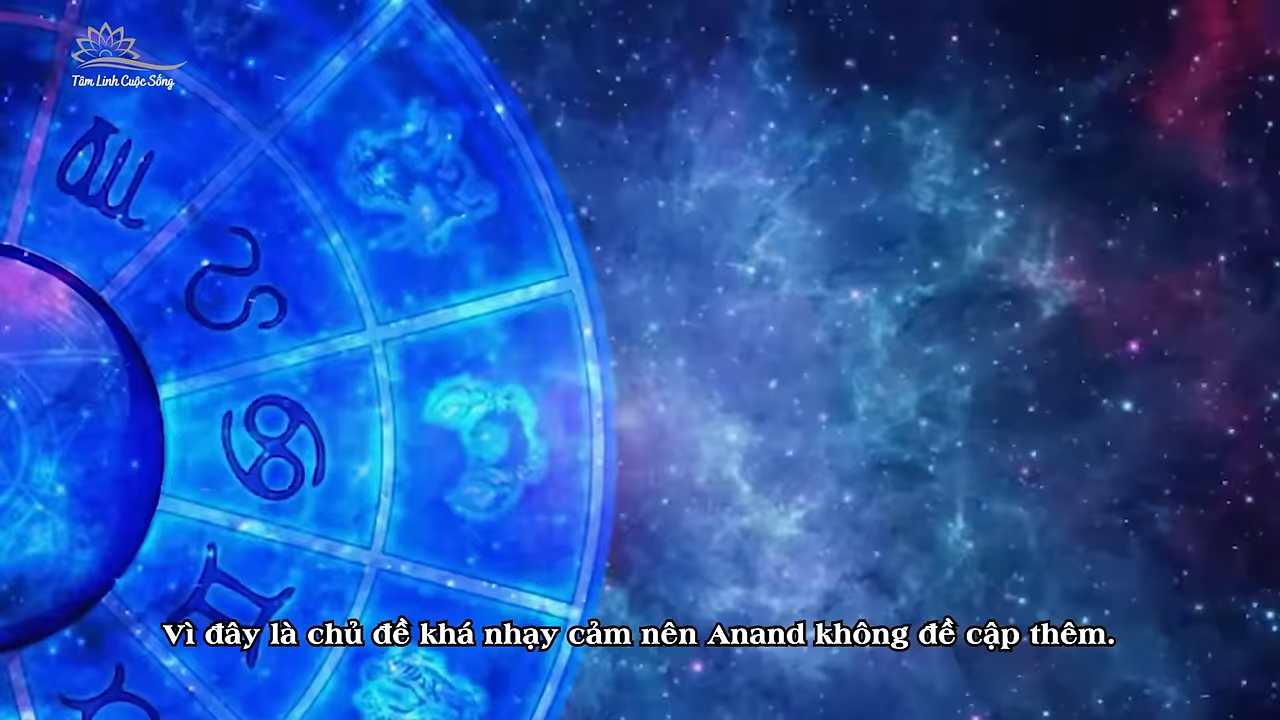 Tâm Linh Cuộc Sống
Vì đây là chủ đề khá nhạy cảm nên Anand không đề cập thêm.